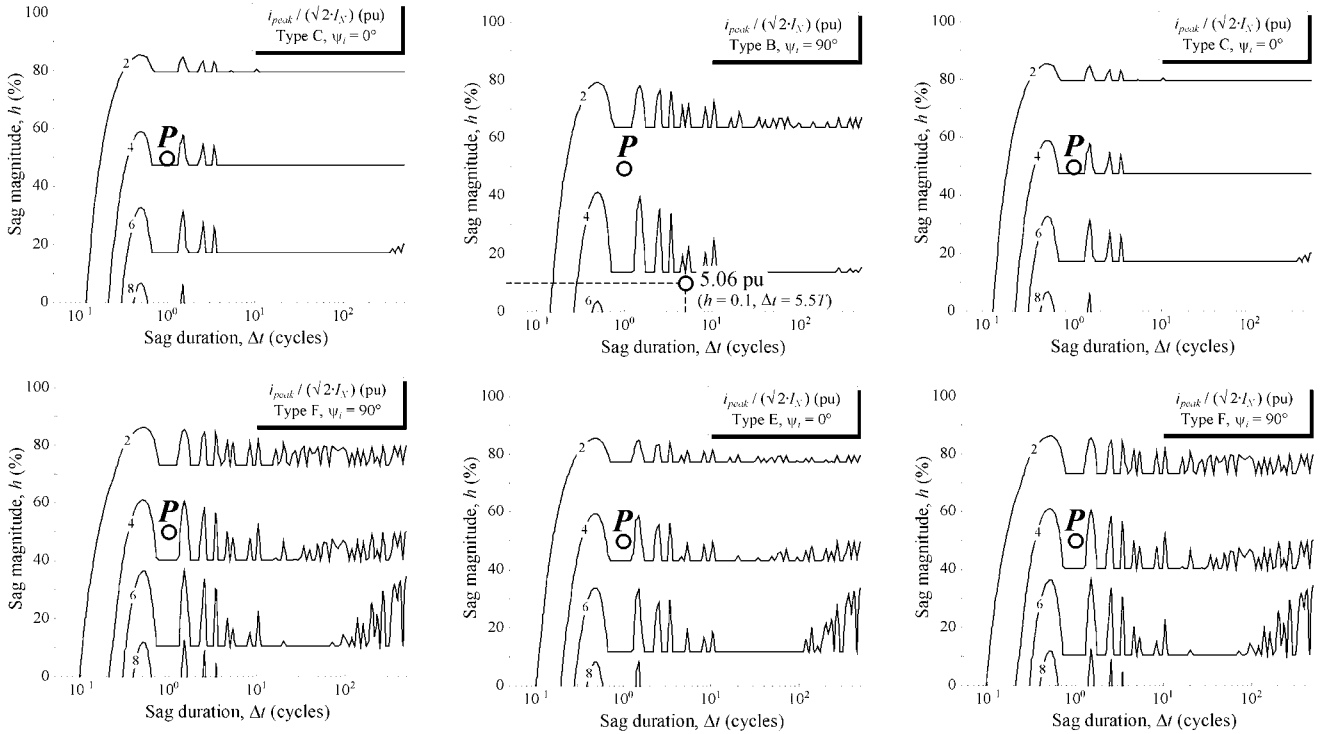 i_peak / (√2·I_N) (pu)
Type C, ψ_i = 0°
100
80
60
40
20
0
Sag magnitude, h (%)
2
4
6
8
P
10^1
10^0
10^1
10^2
Sag duration, Δt (cycles)
i_peak / (√2·I_N) (pu)
Type B, ψ_i = 90°
100
80
60
40
20
0
Sag magnitude, h (%)
2
4
6
P
5.06 pu
(h = 0.1, Δt = 5.5T)
10^1
10^0
10^1
10^2
Sag duration, Δt (cycles)
i_peak / (√2·I_N) (pu)
Type C, ψ_i = 0°
100
80
60
40
20
0
Sag magnitude, h (%)
2
4
6
8
P
10^1
10^0
10^1
10^2
Sag duration, Δt (cycles)
i_peak / (√2·I_N) (pu)
Type F, ψ_i = 90°
100
80
60
40
20
0
Sag magnitude, h (%)
2
4
6
8
P
10^1
10^0
10^1
10^2
Sag duration, Δt (cycles)
i_peak / (√2·I_N) (pu)
Type E, ψ_i = 0°
100
80
60
40
20
0
Sag magnitude, h (%)
2
4
6
8
P
10^1
10^0
10^1
10^2
Sag duration, Δt (cycles)
i_peak / (√2·I_N) (pu)
Type F, ψ_i = 90°
100
80
60
40
20
0
Sag magnitude, h (%)
2
4
6
8
P
10^1
10^0
10^1
10^2
Sag duration, Δt (cycles)